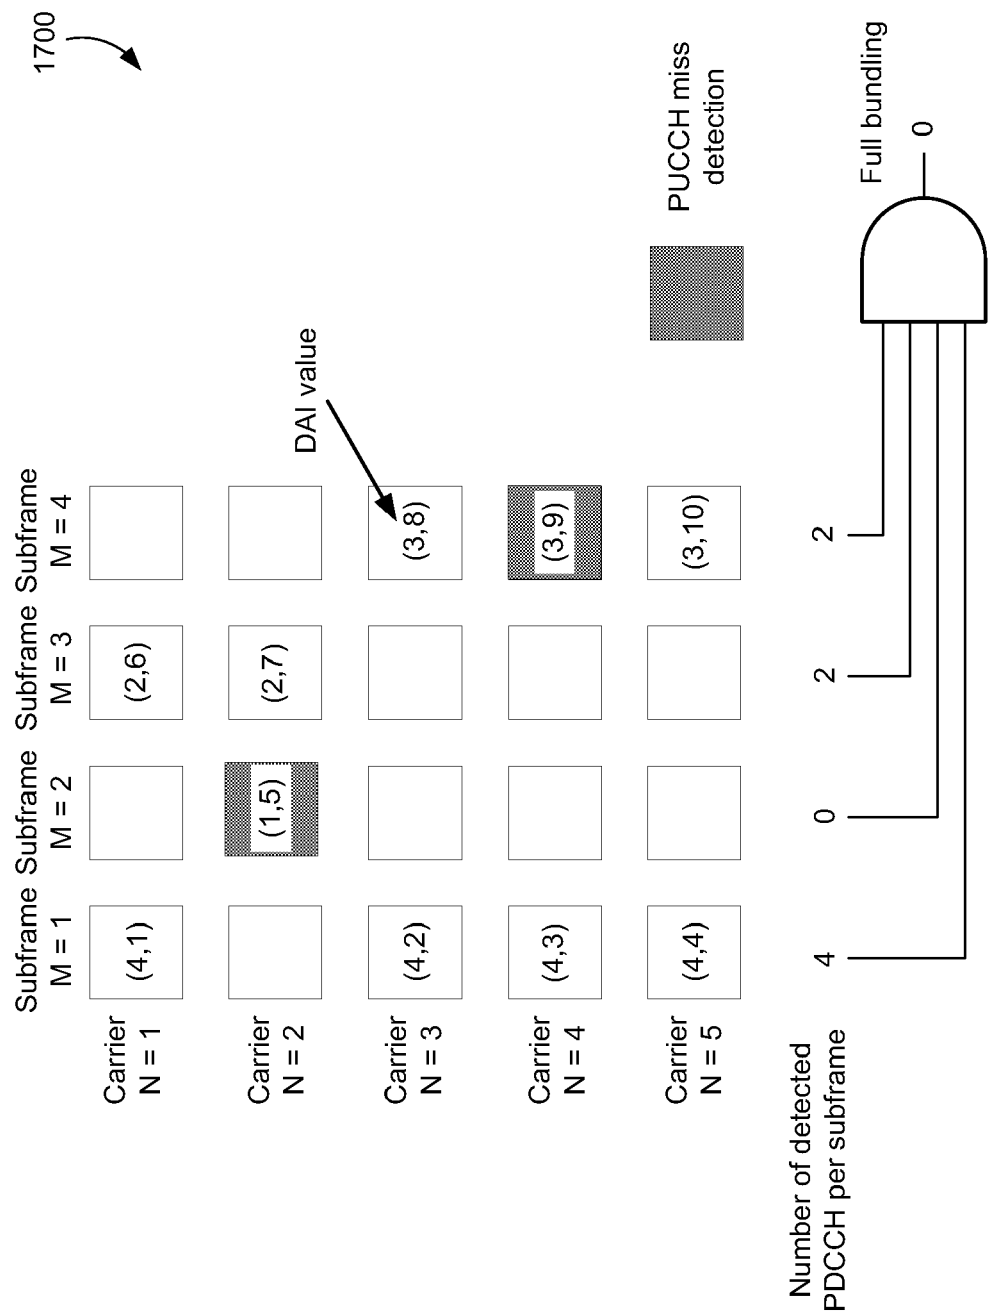 1700
Subframe
M = 1
Subframe
M = 2
Subframe
M = 3
Subframe
M = 4
Carrier
N = 1
(4,1)
(2,6)
Carrier
N = 2
(1,5)
(2,7)
DAI value
Carrier
N = 3
(4,2)
(3,8)
Carrier
N = 4
(4,3)
(3,9)
Carrier
N = 5
(4,4)
(3,10)
PUCCH miss
detection
Number of detected
PDCCH per subframe
4
0
2
2
Full bundling
0